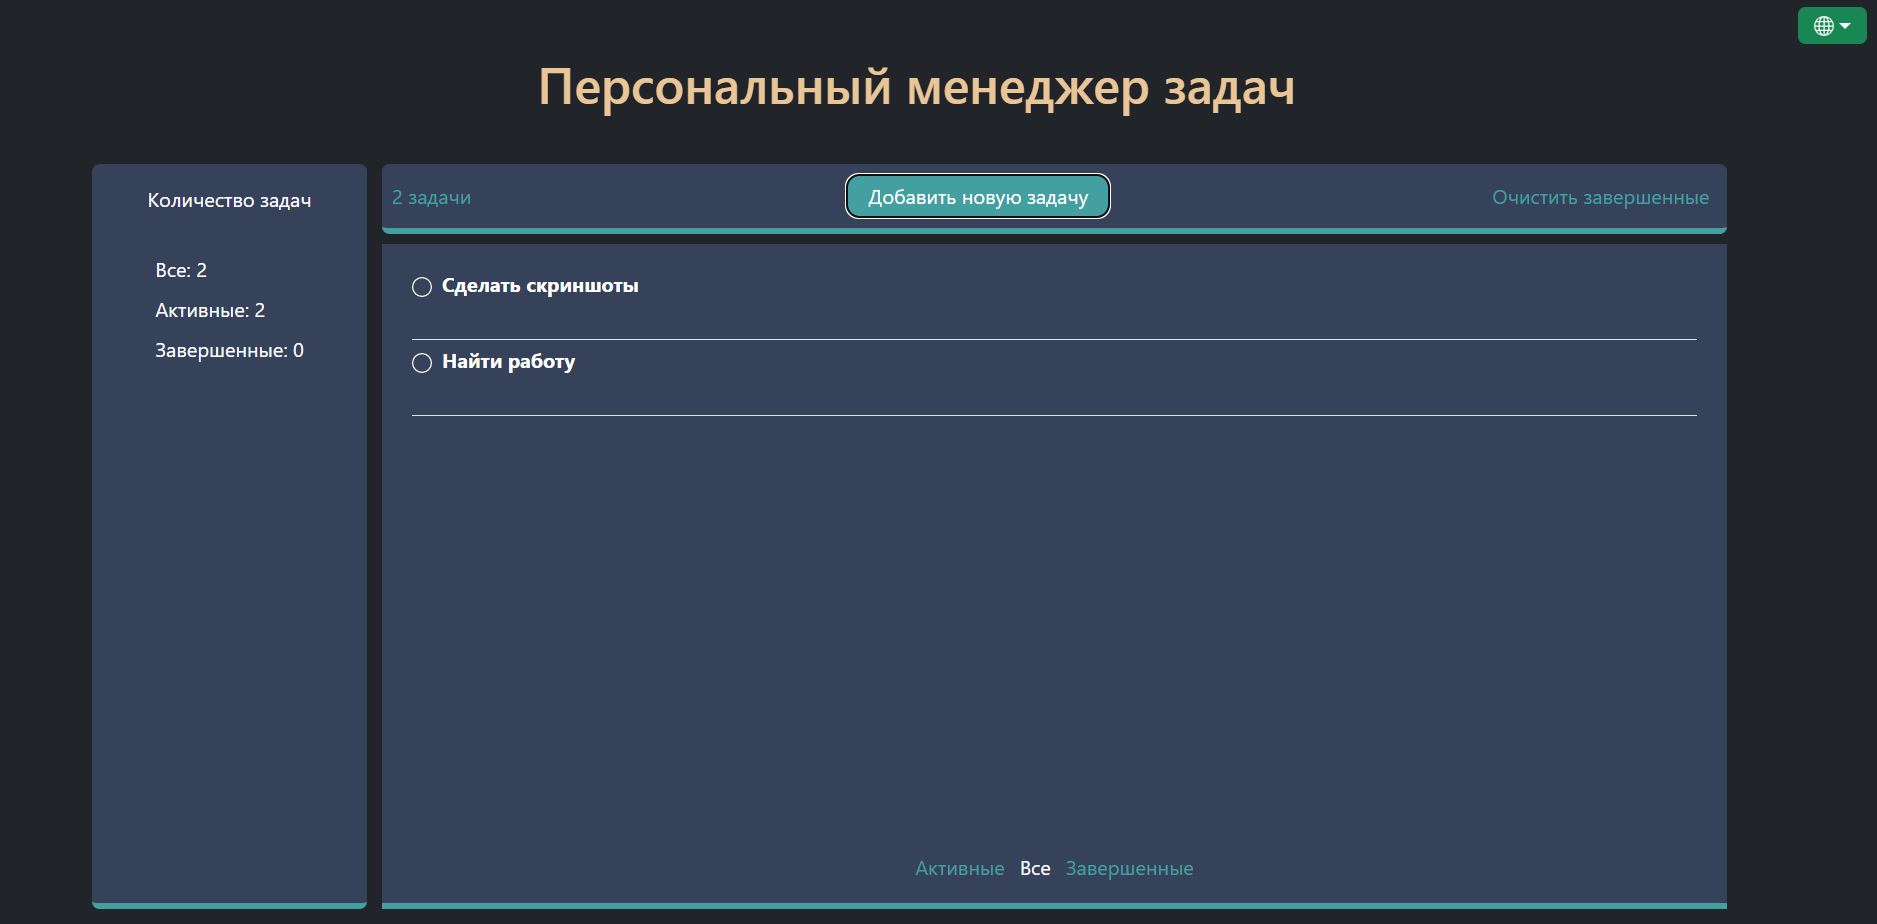 Персональный менеджер задач
Количество задач
Все: 2
Активные: 2
Завершенные: 0
2 задачи
Добавить новую задачу
Очистить завершенные
Сделать скриншоты
Найти работу
Активные Все Завершенные